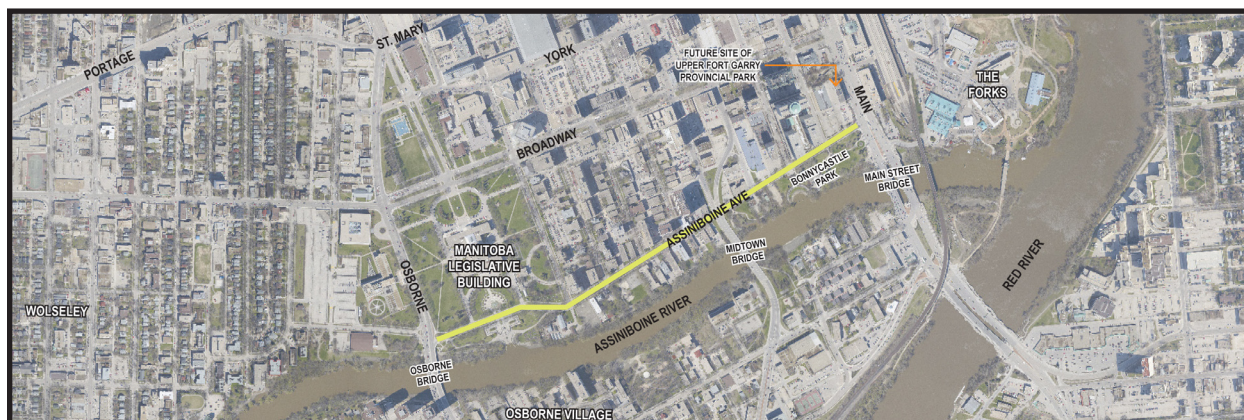 PORTAGE
ST. MARY
YORK
FUTURE SITE OF
UPPER FORT GARRY
PROVINCIAL PARK
MAIN
THE
FORKS
BROADWAY
BONNYCASTLE
PARK
MAIN STREET
BRIDGE
ASSINIBOINE AVE
MANITOBA
LEGISLATIVE
BUILDING
OSBORNE
MIDTOWN
BRIDGE
RED RIVER
WOLSELEY
ASSINIBOINE RIVER
OSBORNE
BRIDGE
OSBORNE VILLAGE